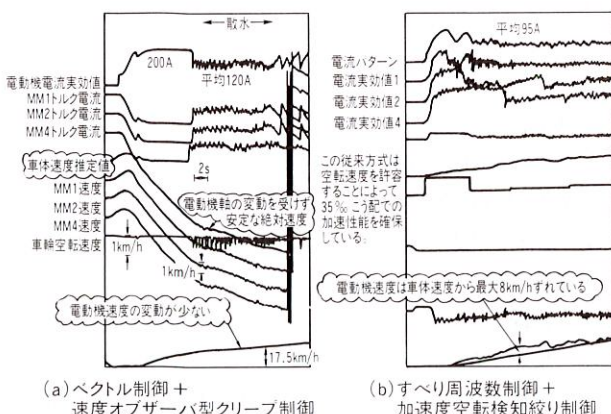 散水
200A
平均120A
電動機電流実効値
MM1トルク電流
MM2トルク電流
MM4トルク電流
車体速度推定値
2s
MM1速度
電動機軸の変動を受けず
安定な絶対速度
MM2速度
MM4速度
車輪空転速度
1km/h
1km/h
電動機速度の変動が少ない
17.5km/h
(a)ベクトル制御+
速度オブザーバ型クリープ制御
平均95A
電流パターン
電流実効値1
電流実効値2
電流実効値4
この従来方式は
空転速度を許容
することによって
35‰こう配での
加速性能を確保
している。
電動機速度は車体速度から最大8km/hずれている
(b)すべり周波数制御+
加速度空転検知絞り制御